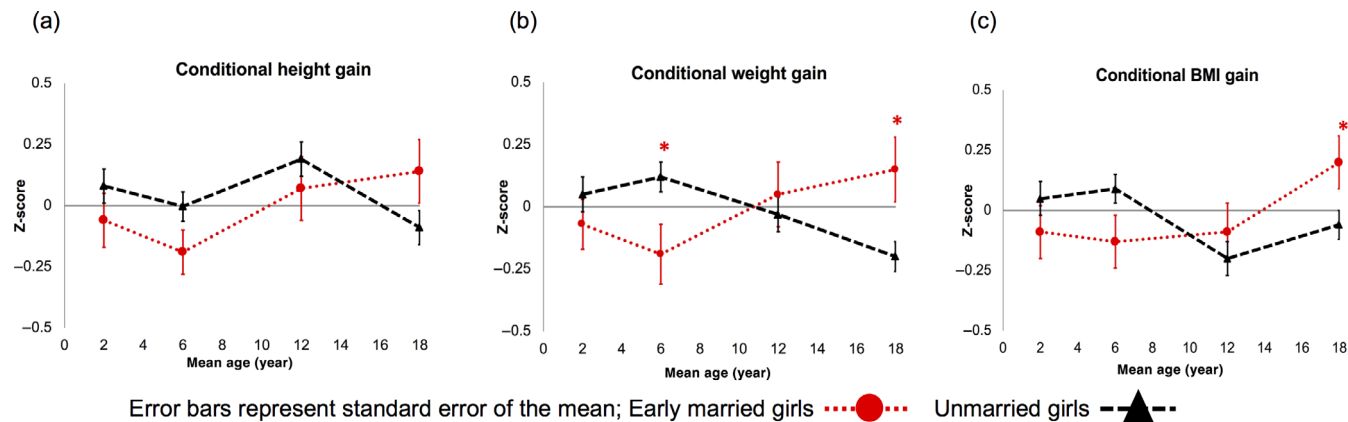 (a)
Conditional height gain
0.5
0.25
0
−0.25
−0.5
Z-score
0 2 4 6 8 10 12 14 16 18
Mean age (year)
(b)
Conditional weight gain
0.5
0.25
0
−0.25
−0.5
Z-score
*
*
0 2 4 6 8 10 12 14 16 18
Mean age (year)
(c)
Conditional BMI gain
0.5
0.25
0
−0.25
−0.5
Z-score
*
0 2 4 6 8 10 12 14 16 18
Mean age (year)
Error bars represent standard error of the mean; Early married girls Unmarried girls